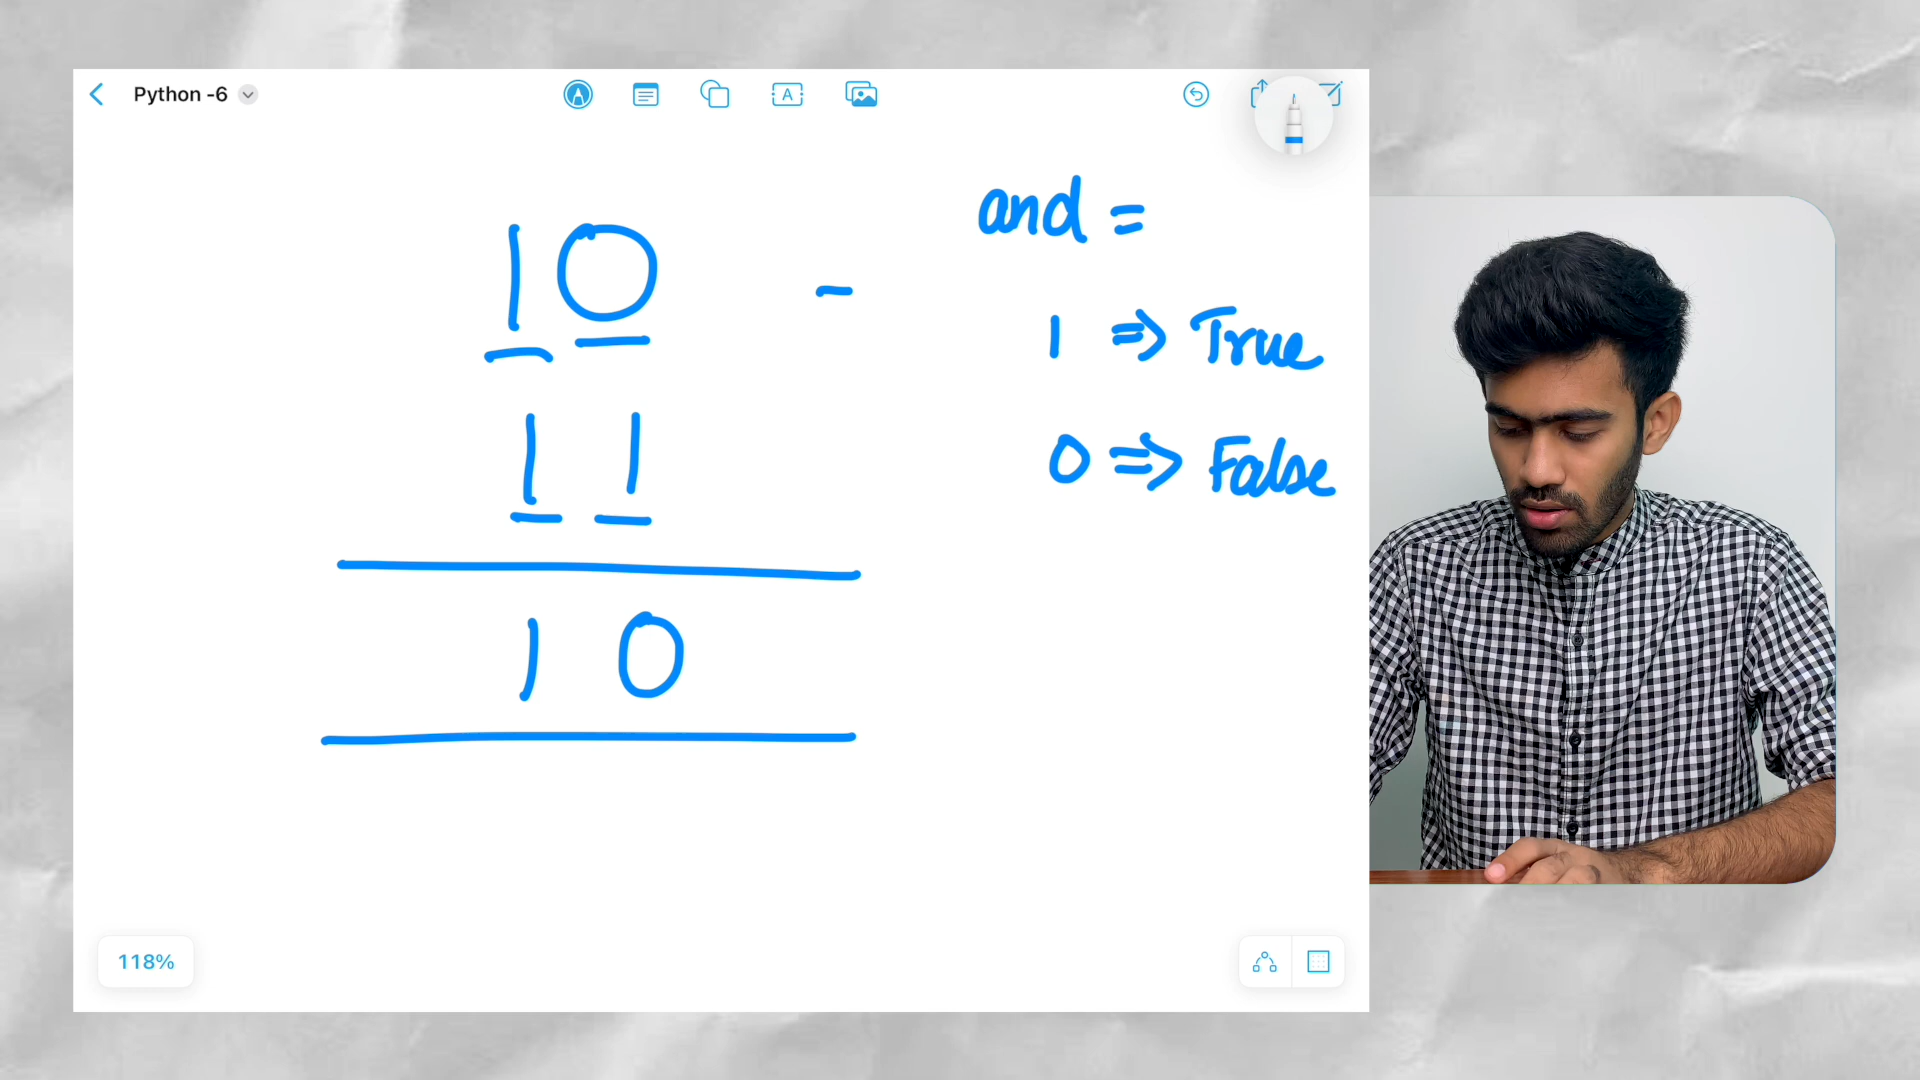 Python -6
10 -
11
10
and =
1 => True
0 => False
118%